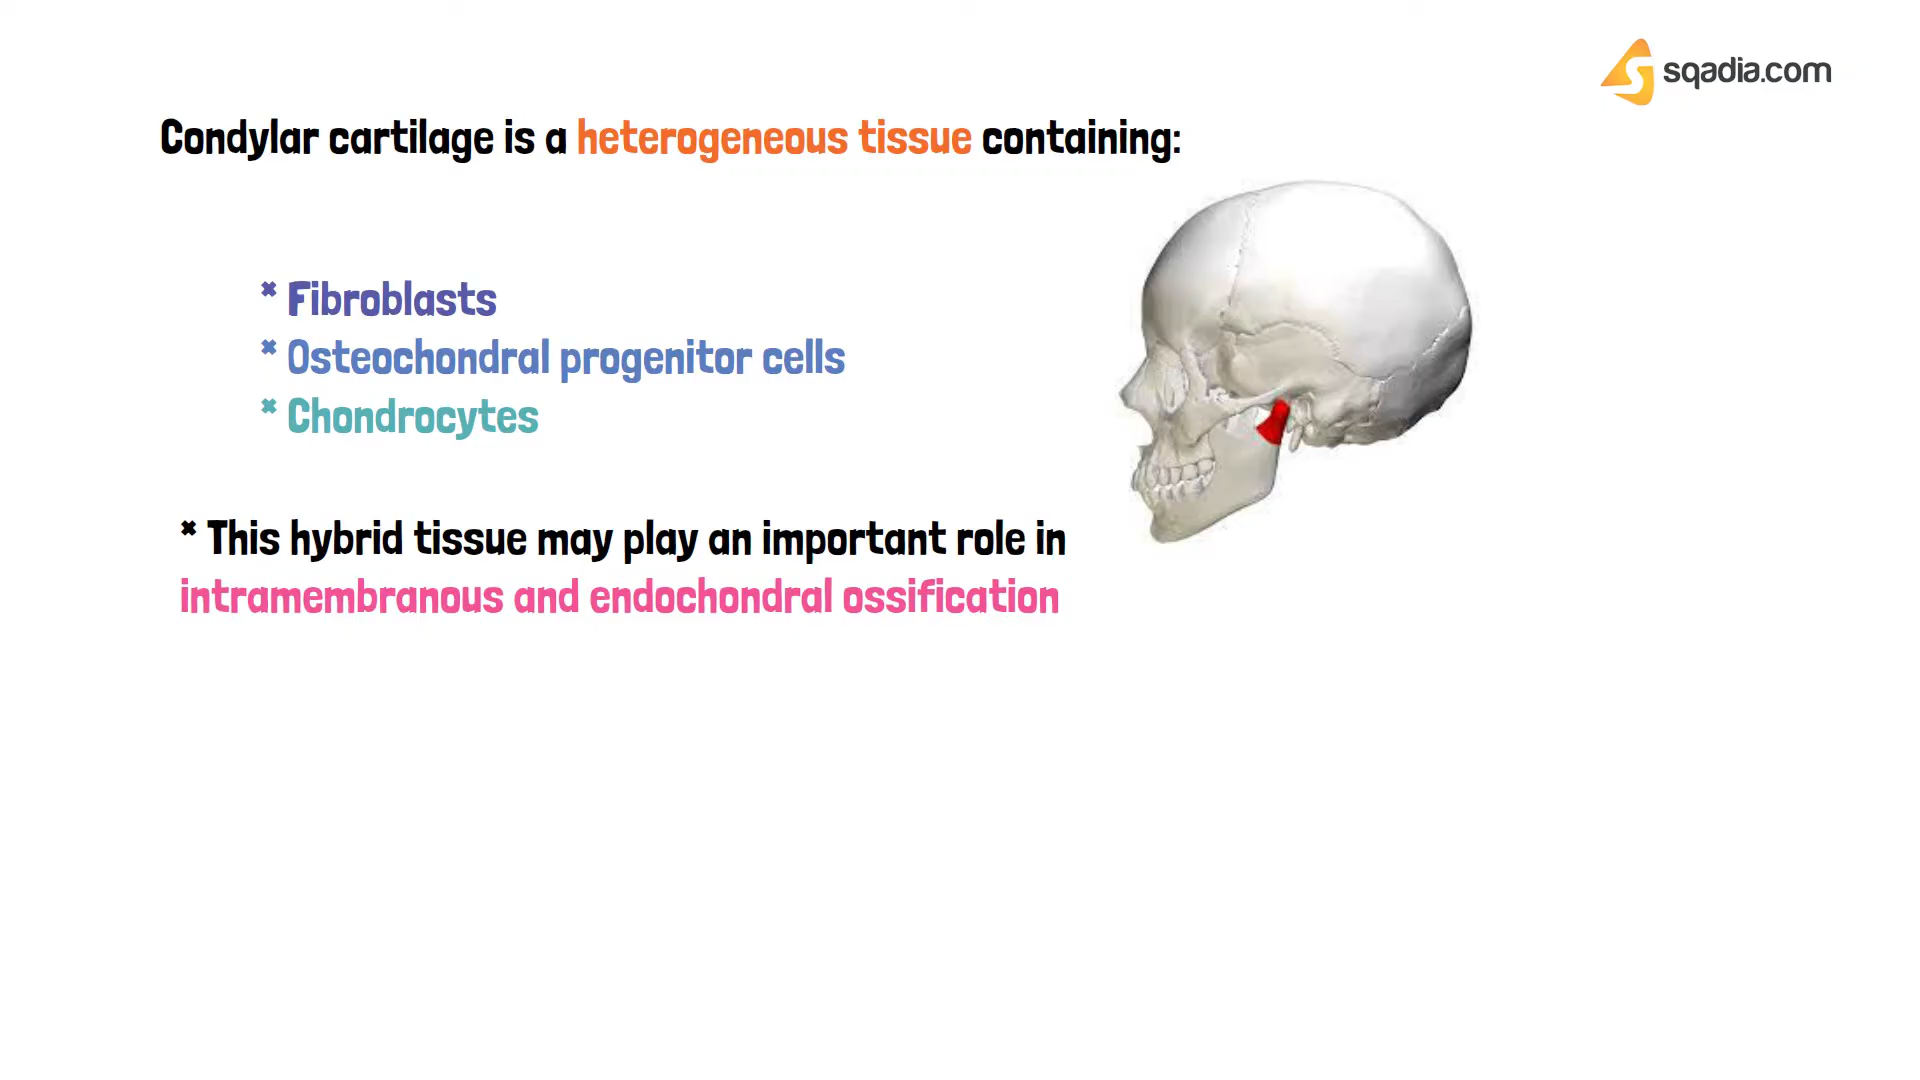 sqadia.com
Condylar cartilage is a heterogeneous tissue containing:
* Fibroblasts
* Osteochondral progenitor cells
* Chondrocytes
* This hybrid tissue may play an important role in
intramembranous and endochondral ossification